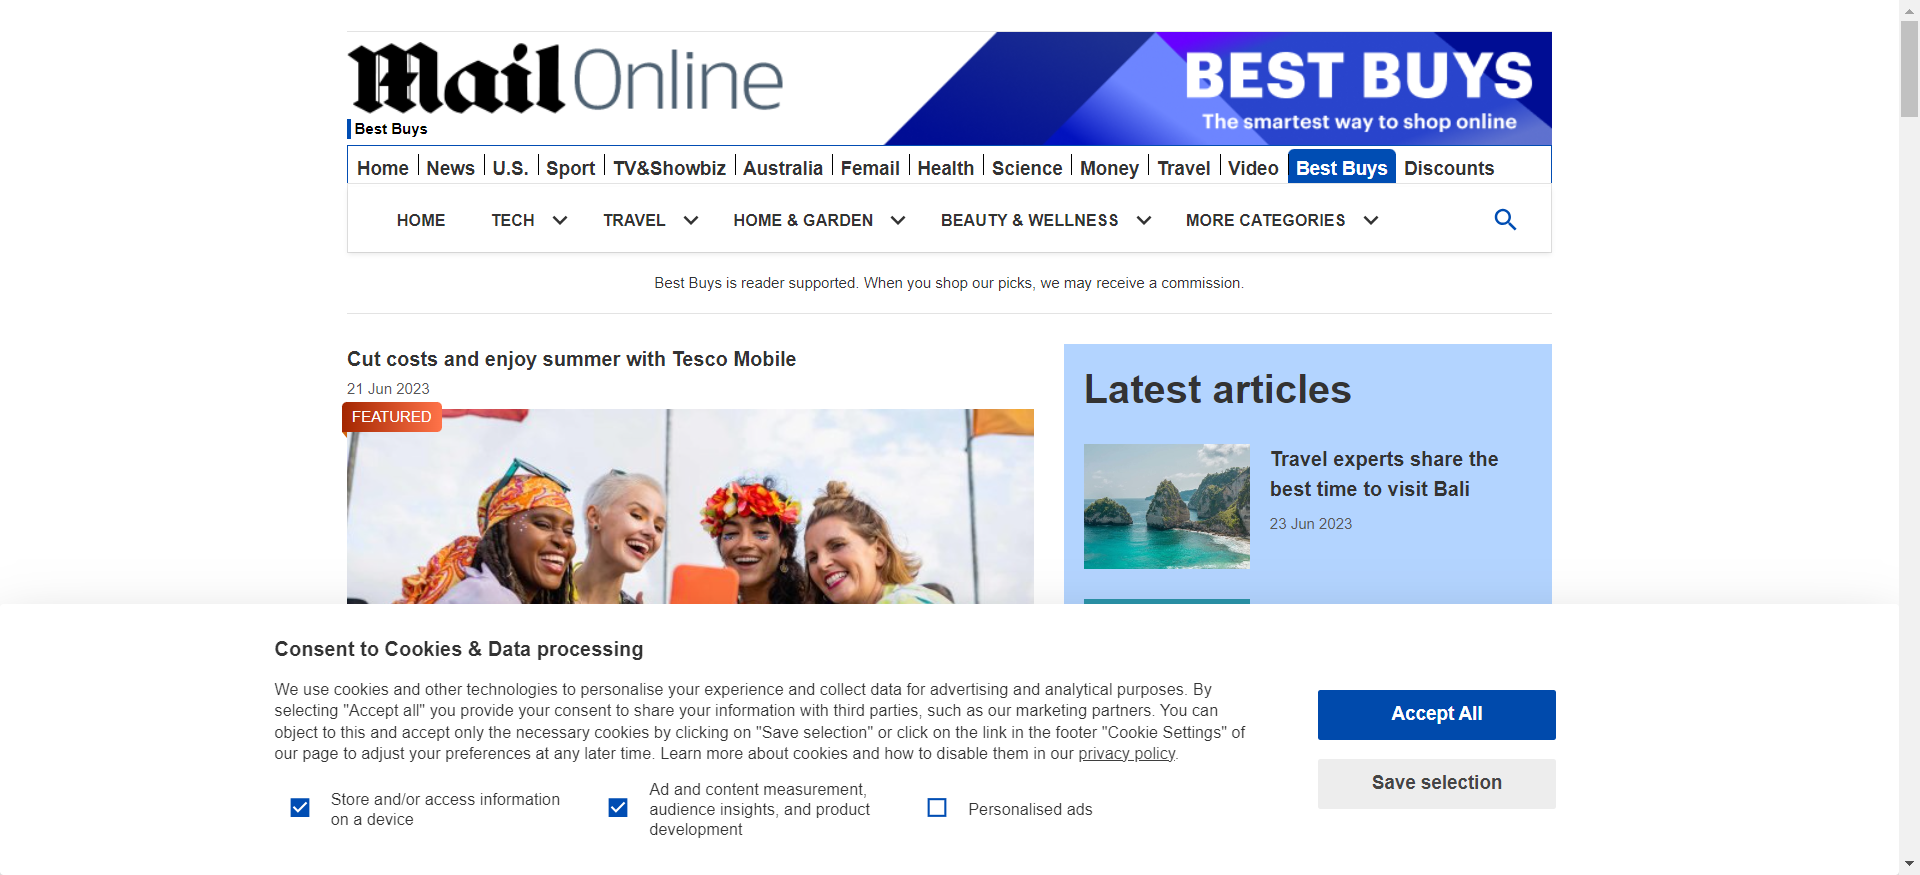 Mail Online
BEST BUYS
The smartest way to shop online
Best Buys
Home News U.S. Sport TV&Showbiz Australia Femail Health Science Money Travel Video Best Buys Discounts
HOME TECH TRAVEL HOME & GARDEN BEAUTY & WELLNESS MORE CATEGORIES
Best Buys is reader supported. When you shop our picks, we may receive a commission.
Cut costs and enjoy summer with Tesco Mobile
21 Jun 2023
FEATURED
Latest articles
Travel experts share the
best time to visit Bali
23 Jun 2023
Consent to Cookies & Data processing
We use cookies and other technologies to personalise your experience and collect data for advertising and analytical purposes. By
selecting "Accept all" you provide your consent to share your information with third parties, such as our marketing partners. You can
object to this and accept only the necessary cookies by clicking on "Save selection" or click on the link in the footer "Cookie Settings" of
our page to adjust your preferences at any later time. Learn more about cookies and how to disable them in our privacy policy.
Store and/or access information
on a device
Ad and content measurement,
audience insights, and product
development
Personalised ads
Accept All
Save selection